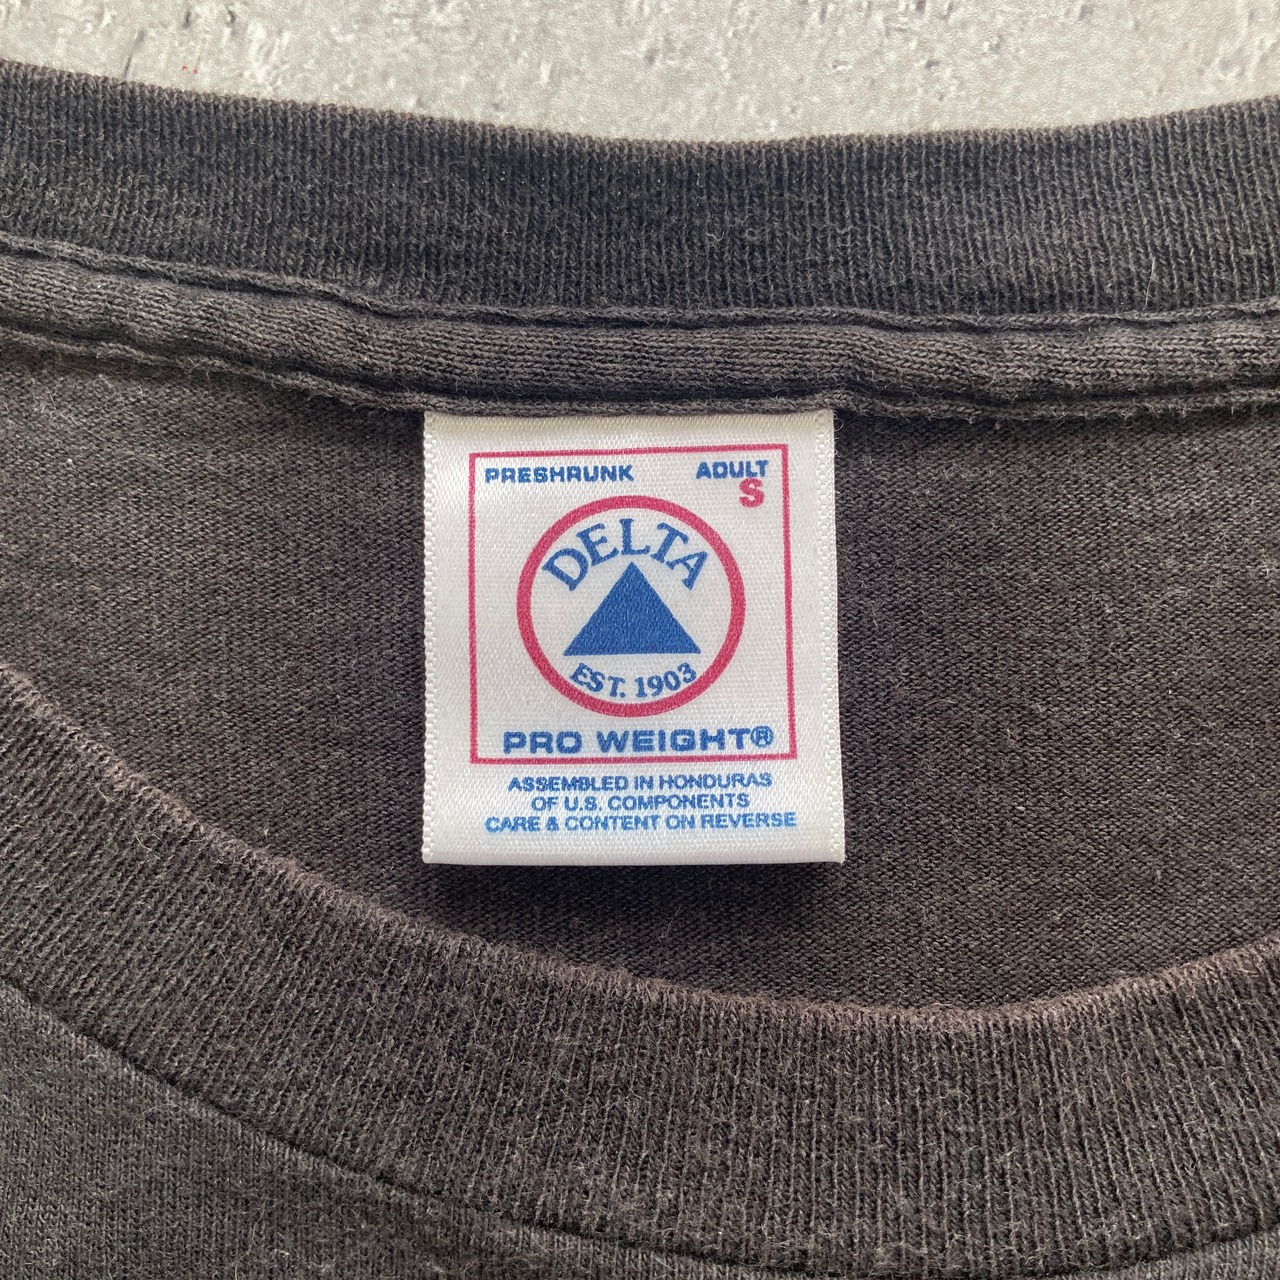 PRESHRUNK ADULT
S
DELTA
EST. 1903
PRO WEIGHT®
ASSEMBLED IN HONDURAS
OF U.S. COMPONENTS
CARE & CONTENT ON REVERSE